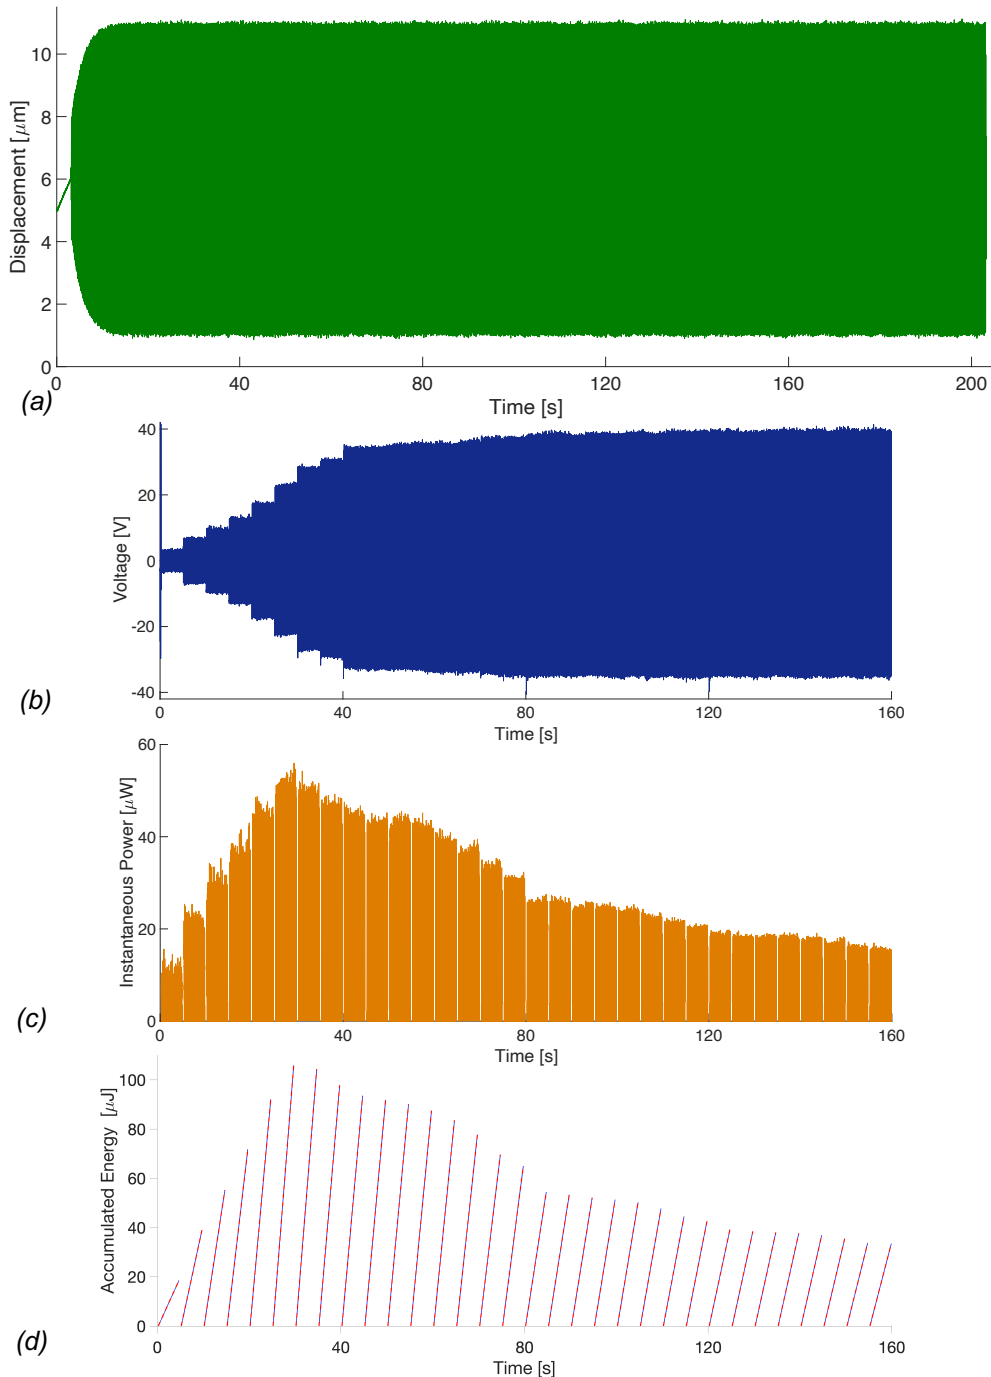 10
8
6
4
2
0
Displacement [μm]
0 40 80 120 160 200
Time [s]
(a)
40
20
0
-20
-40
Voltage [V]
0 40 80 120 160
Time [s]
(b)
60
40
20
0
Instantaneous Power [μW]
0 40 80 120 160
Time [s]
(c)
100
80
60
40
20
0
Accumulated Energy [μJ]
0 40 80 120 160
Time [s]
(d)